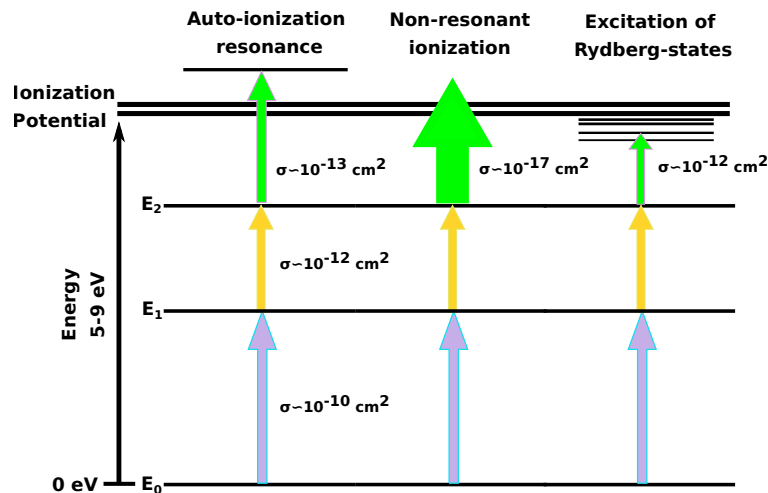 Auto-ionization
resonance
Non-resonant
ionization
Excitation of
Rydberg-states
Ionization
Potential
σ∽10⁻¹³ cm²
σ∽10⁻¹⁷ cm²
σ∽10⁻¹² cm²
E₂
σ∽10⁻¹² cm²
Energy
5-9 eV
E₁
σ∽10⁻¹⁰ cm²
0 eV
E₀